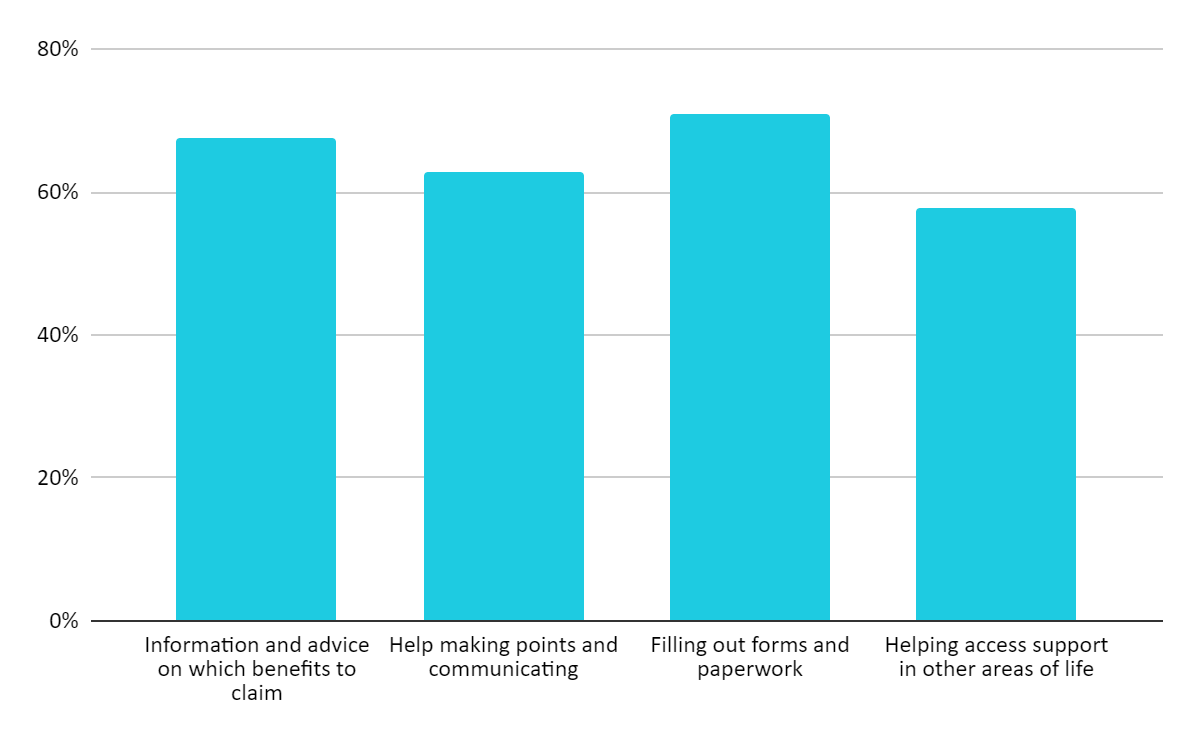 80%
60%
40%
20%
0%
Information and advice
on which benefits to
claim
Help making points and
communicating
Filling out forms and
paperwork
Helping access support
in other areas of life